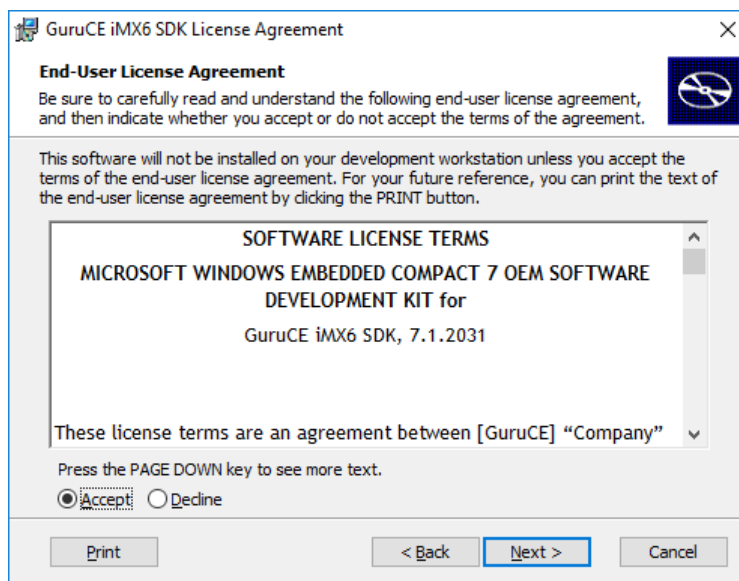 GuruCE iMX6 SDK License Agreement
End-User License Agreement
Be sure to carefully read and understand the following end-user license agreement,
and then indicate whether you accept or do not accept the terms of the agreement.
This software will not be installed on your development workstation unless you accept the
terms of the end-user license agreement. For your future reference, you can print the text of
the end-user license agreement by clicking the PRINT button.
SOFTWARE LICENSE TERMS
MICROSOFT WINDOWS EMBEDDED COMPACT 7 OEM SOFTWARE
DEVELOPMENT KIT for
GuruCE iMX6 SDK, 7.1.2031
These license terms are an agreement between [GuruCE] “Company”
Press the PAGE DOWN key to see more text.
Accept Decline
Print < Back Next > Cancel